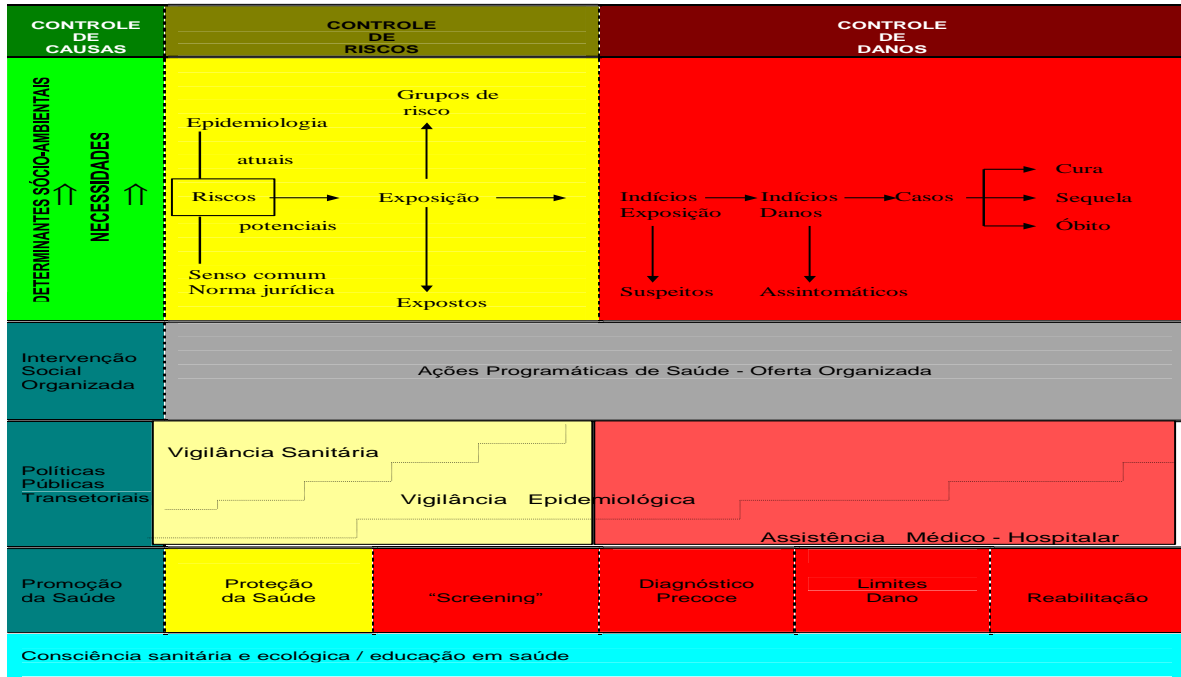 CONTROLE
DE
CAUSAS
CONTROLE
DE
RISCOS
CONTROLE
DE
DANOS
DETERMINANTES SÓCIO-AMBIENTAIS
NECESSIDADES
Epidemiologia
atuais
Riscos
potenciais
Senso comum
Norma jurídica
Grupos de
risco
Exposição
Expostos
Indícios
Exposição
Suspeitos
Indícios
Danos
Assintomáticos
Casos
Cura
Sequela
Óbito
Intervenção
Social
Organizada
Ações Programáticas de Saúde - Oferta Organizada
Políticas
Públicas
Transetoriais
Vigilância Sanitária
Vigilância Epidemiológica
Assistência Médico - Hospitalar
Promoção
da Saúde
Proteção
da Saúde
“Screening”
Diagnóstico
Precoce
Limites
Dano
Reabilitação
Consciência sanitária e ecológica / educação em saúde